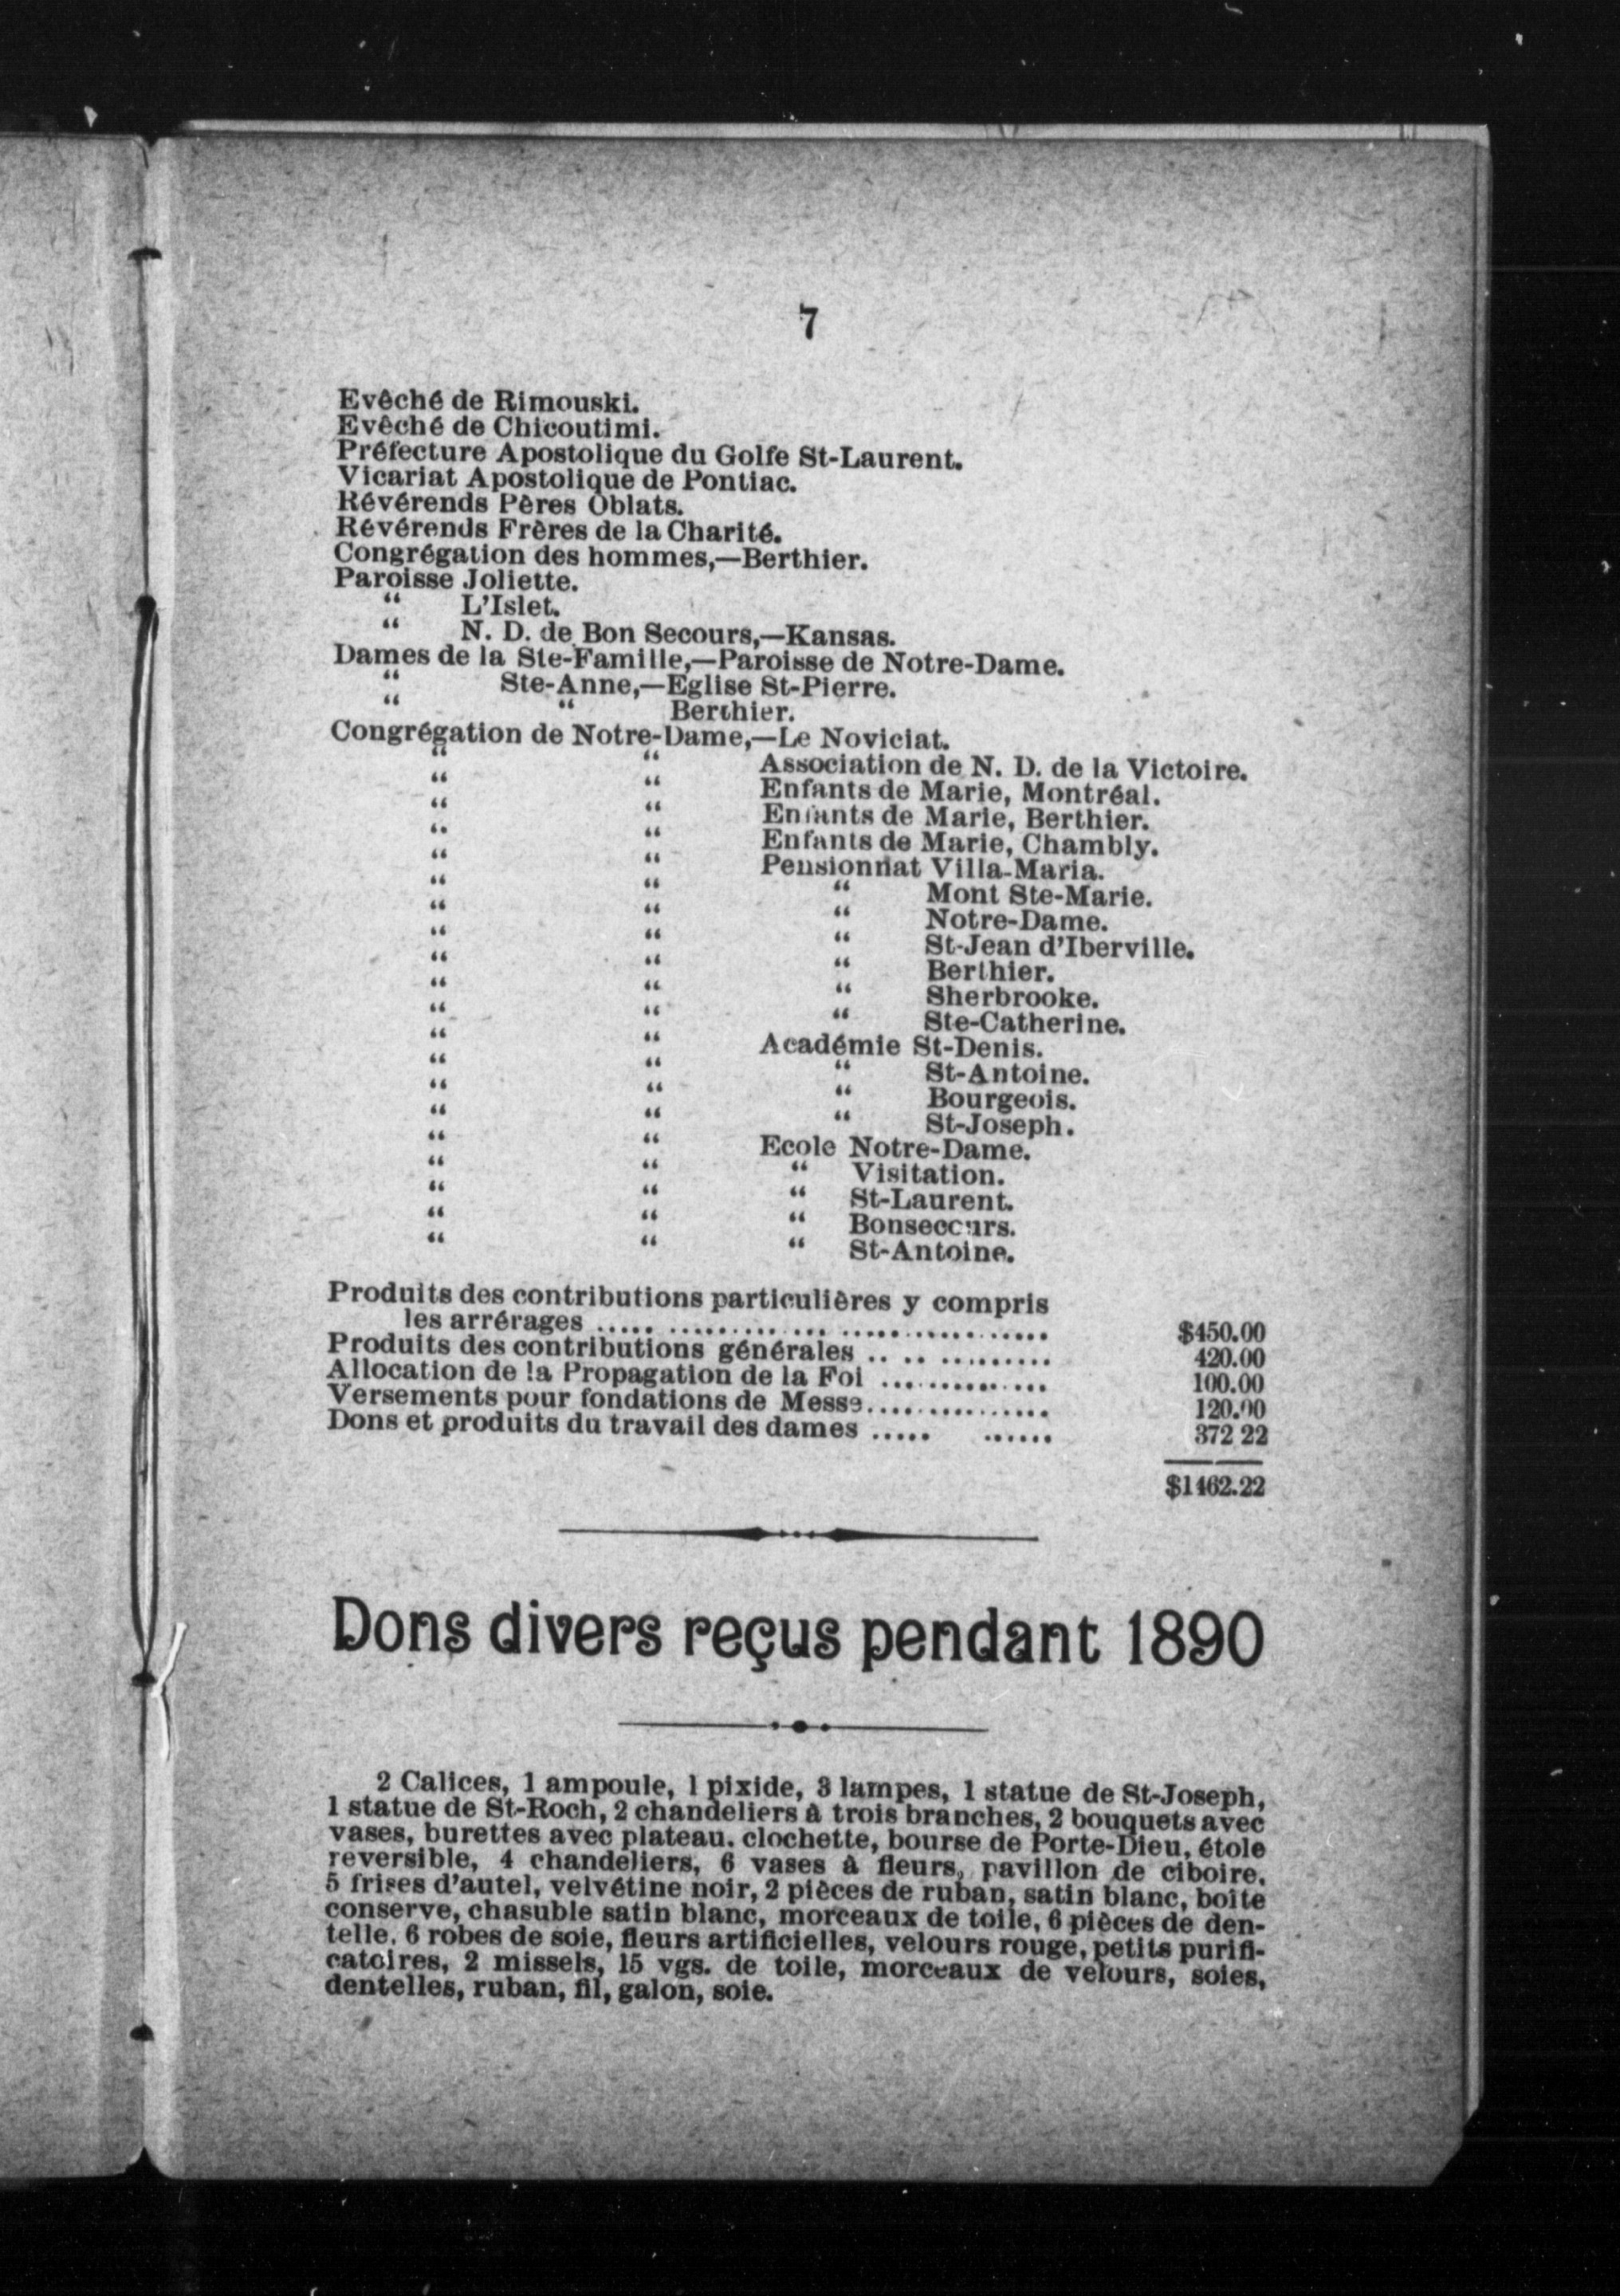 7
Evêché de Rimouski.
Evêché de Chicoutimi.
Préfecture Apostolique du Golfe St-Laurent.
Vicariat Apostolique de Pontiac.
Révérends Pères Oblats.
Révérends Frères de la Charité.
Congrégation des hommes,—Berthier.
Paroisse Joliette.
“ L'Islet.
“ N. D. de Bon Secours,—Kansas.
Dames de la Ste-Famille,—Paroisse de Notre-Dame.
“ Ste-Anne,—Eglise St-Pierre.
“ “ Berthier.
Congrégation de Notre-Dame,—Le Noviciat.
“ “ Association de N. D. de la Victoire.
“ “ Enfants de Marie, Montréal.
“ “ Enfants de Marie, Berthier.
“ “ Enfants de Marie, Chambly.
“ “ Pensionnat Villa-Maria.
“ “ “ Mont Ste-Marie.
“ “ “ Notre-Dame.
“ “ “ St-Jean d'Iberville.
“ “ “ Berthier.
“ “ “ Sherbrooke.
“ “ “ Ste-Catherine.
“ “ Académie St-Denis.
“ “ “ St-Antoine.
“ “ “ Bourgeois.
“ “ “ St-Joseph.
“ “ Ecole Notre-Dame.
“ “ “ Visitation.
“ “ “ St-Laurent.
“ “ “ Bonsecours.
“ “ “ St-Antoine.
Produits des contributions particulières y compris
les arrérages ..... .......... ... .................. $450.00
Produits des contributions générales .. .. .......... 420.00
Allocation de la Propagation de la Foi ............... 100.00
Versements pour fondations de Messe................ 120.00
Dons et produits du travail des dames ..... ...... 372 22
$1462.22
Dons divers reçus pendant 1890
2 Calices, 1 ampoule, 1 pixide, 3 lampes, 1 statue de St-Joseph,
1 statue de St-Roch, 2 chandeliers à trois branches, 2 bouquets avec
vases, burettes avec plateau. clochette, bourse de Porte-Dieu, étole
reversible, 4 chandeliers, 6 vases à fleurs, pavillon de ciboire,
5 frises d'autel, velvétine noir, 2 pièces de ruban, satin blanc, boite
conserve, chasuble satin blanc, morceaux de toile, 6 pièces de den-
telle, 6 robes de soie, fleurs artificielles, velours rouge, petits purifi-
catoires, 2 missels, 15 vgs. de toile, morceaux de velours, soies,
dentelles, ruban, fil, galon, soie.